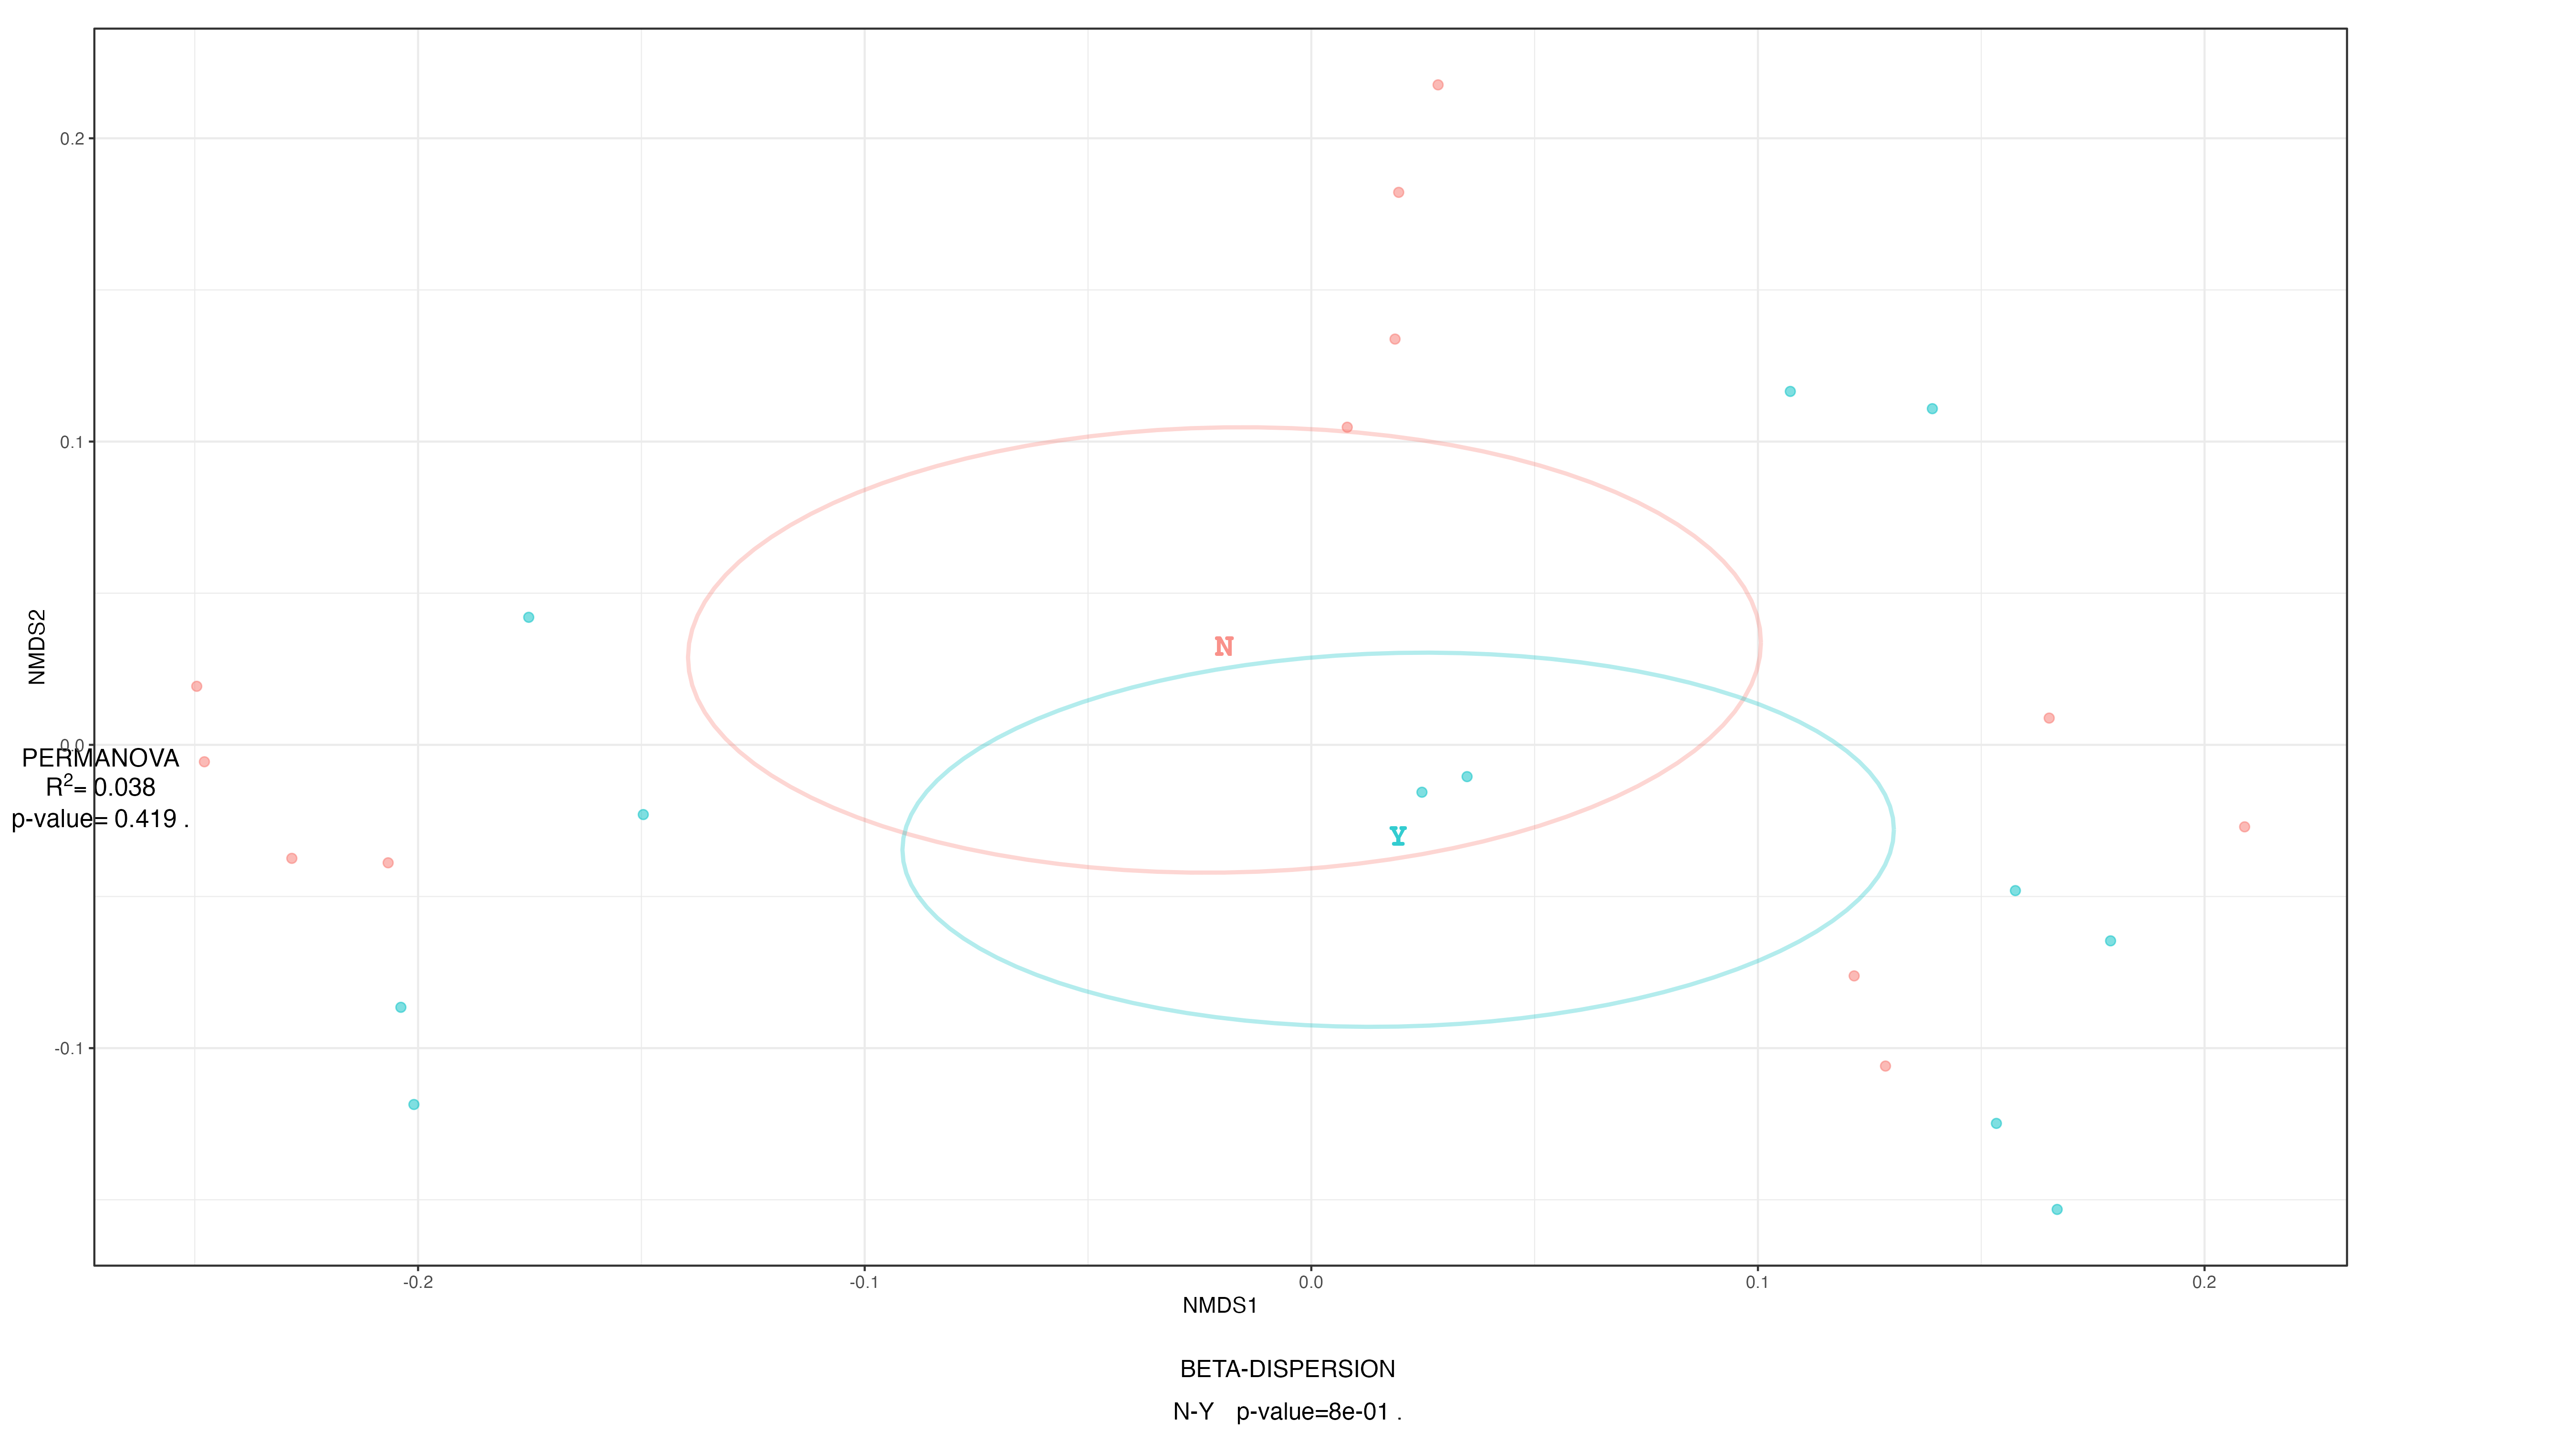 0.2
0.1
N
NMDS2
0.0
PERMANOVA
R²= 0.038
p-value= 0.419 .
Y
-0.1
-0.2 -0.1 0.0 0.1 0.2
NMDS1
BETA-DISPERSION
N-Y p-value=8e-01 .